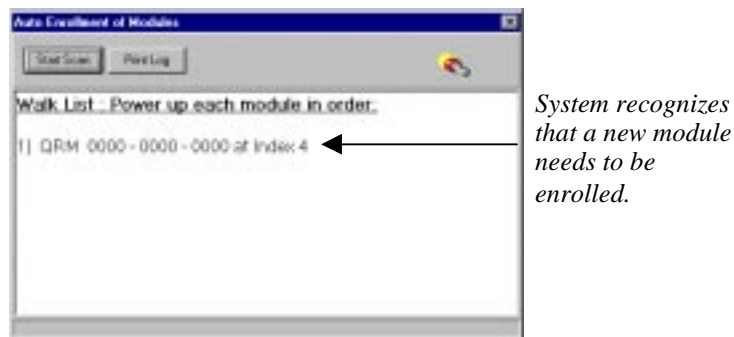 Auto Enrollment of Modules
Start Scan Print Log
Walk List : Power up each module in order.
1) QRM 0000 - 0000 - 0000 at Index 4
System recognizes
that a new module
needs to be
enrolled.